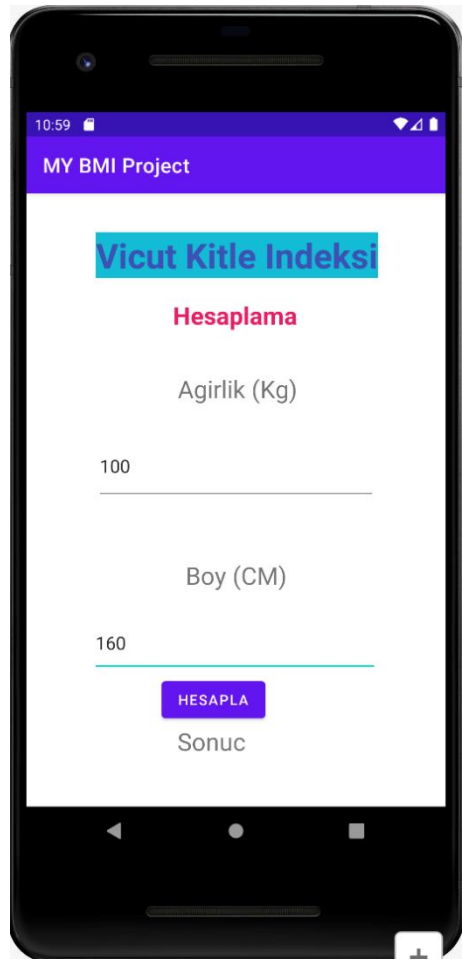 10:59
MY BMI Project
Vicut Kitle Indeksi
Hesaplama
Agirlik (Kg)
100
Boy (CM)
160
HESAPLA
Sonuc